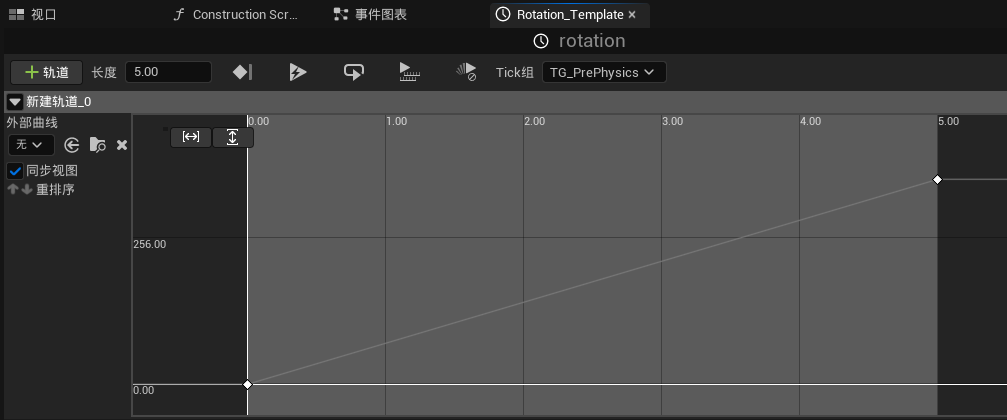 视口
Construction Scr...
事件图表
Rotation_Template
rotation
轨道
长度
5.00
Tick组
TG_PrePhysics
新建轨道_0
外部曲线
无
同步视图
重排序
0.00
1.00
2.00
3.00
4.00
5.00
256.00
0.00